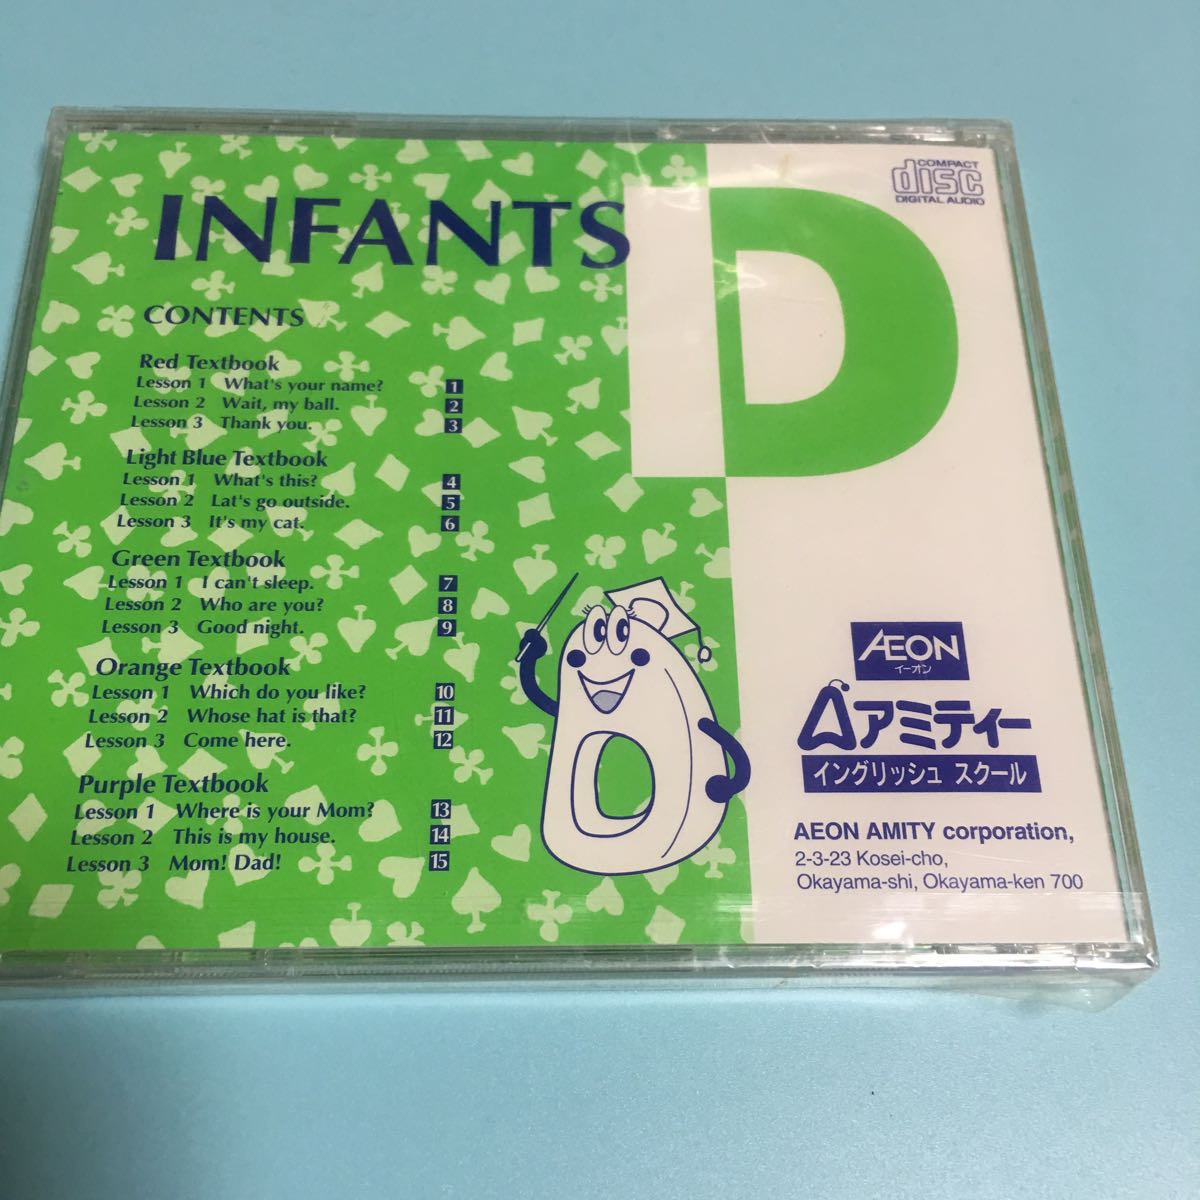 INFANTS
D
COMPACT
disc
DIGITAL AUDIO
CONTENTS
Red Textbook
Lesson 1 What's your name? 1
Lesson 2 Wait, my ball. 2
Lesson 3 Thank you. 3
Light Blue Textbook
Lesson 1 What's this? 4
Lesson 2 Lat's go outside. 5
Lesson 3 It's my cat. 6
Green Textbook
Lesson 1 I can't sleep. 7
Lesson 2 Who are you? 8
Lesson 3 Good night. 9
Orange Textbook
Lesson 1 Which do you like? 10
Lesson 2 Whose hat is that? 11
Lesson 3 Come here. 12
Purple Textbook
Lesson 1 Where is your Mom? 13
Lesson 2 This is my house. 14
Lesson 3 Mom! Dad! 15
ÆON
イーオン
アミティー
イングリッシュ スクール
AEON AMITY corporation,
2-3-23 Kosei-cho,
Okayama-shi, Okayama-ken 700